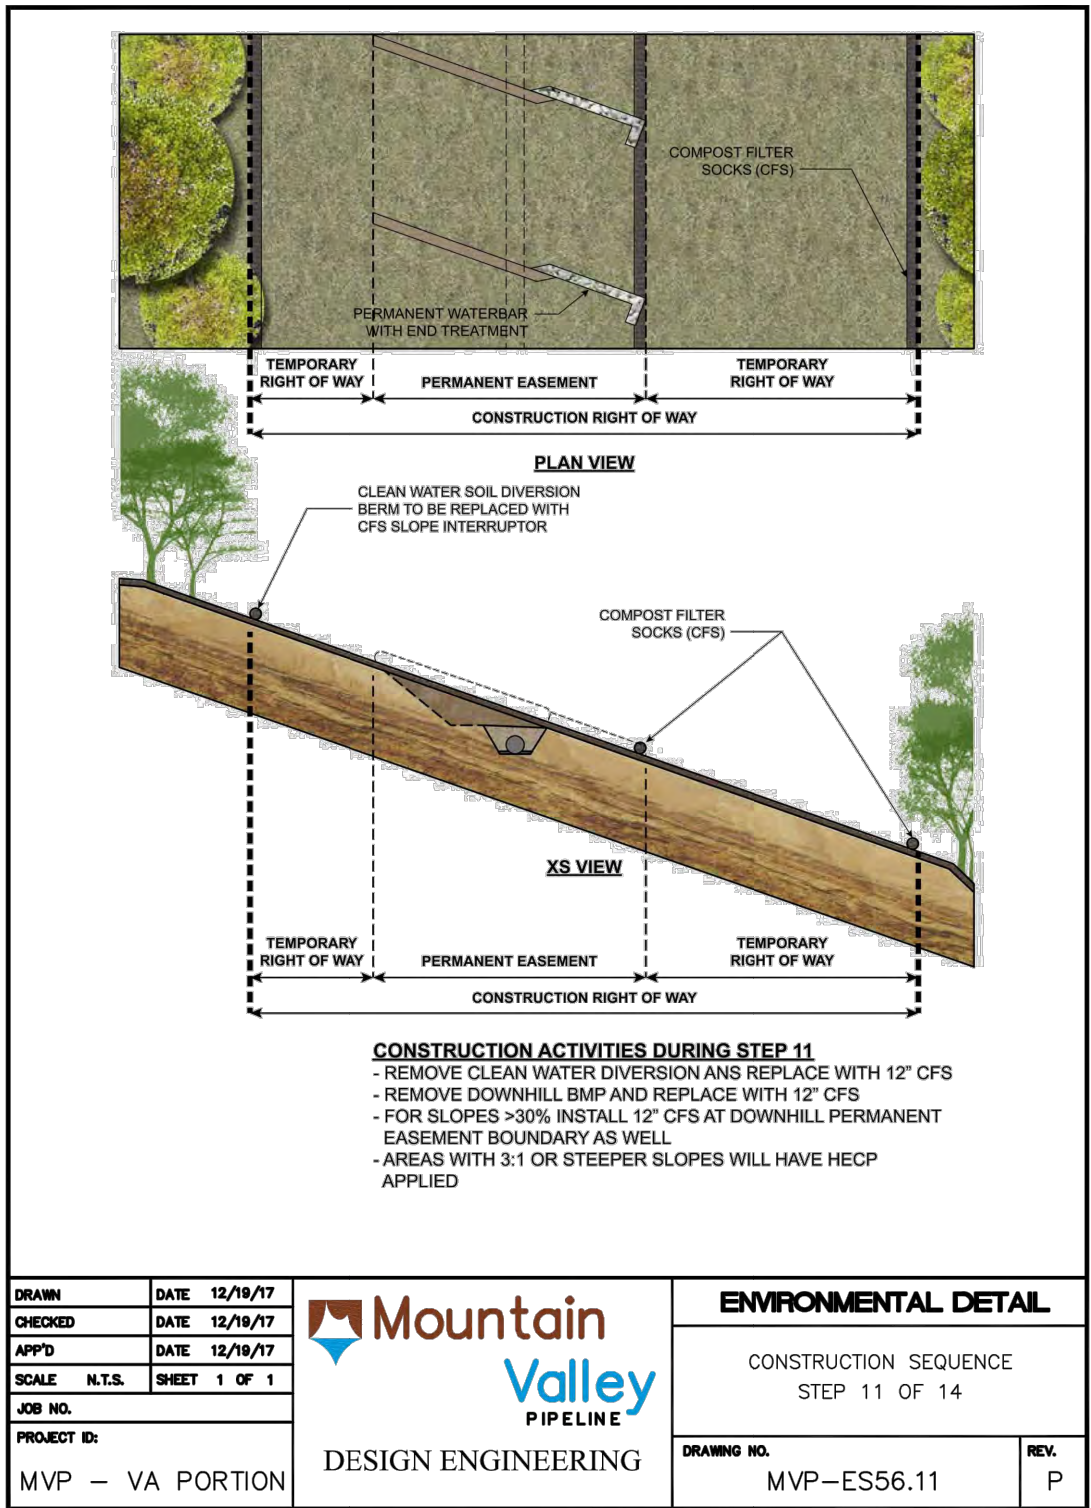 COMPOST FILTER
SOCKS (CFS)
PERMANENT WATERBAR
WITH END TREATMENT
TEMPORARY
RIGHT OF WAY
PERMANENT EASEMENT
TEMPORARY
RIGHT OF WAY
CONSTRUCTION RIGHT OF WAY
PLAN VIEW
CLEAN WATER SOIL DIVERSION
BERM TO BE REPLACED WITH
CFS SLOPE INTERRUPTOR
COMPOST FILTER
SOCKS (CFS)
XS VIEW
TEMPORARY
RIGHT OF WAY
PERMANENT EASEMENT
TEMPORARY
RIGHT OF WAY
CONSTRUCTION RIGHT OF WAY
CONSTRUCTION ACTIVITIES DURING STEP 11
- REMOVE CLEAN WATER DIVERSION ANS REPLACE WITH 12” CFS
- REMOVE DOWNHILL BMP AND REPLACE WITH 12” CFS
- FOR SLOPES >30% INSTALL 12” CFS AT DOWNHILL PERMANENT
EASEMENT BOUNDARY AS WELL
- AREAS WITH 3:1 OR STEEPER SLOPES WILL HAVE HECP
APPLIED
DRAWN DATE 12/19/17
CHECKED DATE 12/19/17
APP'D DATE 12/19/17
SCALE N.T.S. SHEET 1 OF 1
JOB NO.
PROJECT ID:
MVP – VA PORTION
Mountain
Valley
PIPELINE
DESIGN ENGINEERING
ENVIRONMENTAL DETAIL
CONSTRUCTION SEQUENCE
STEP 11 OF 14
DRAWING NO.
MVP–ES56.11
REV.
P